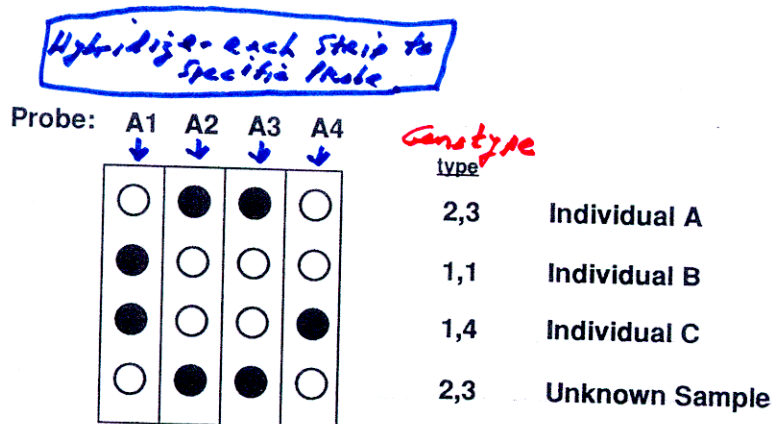 Hybridize each Strip to
Specific Probe
Probe: A1 A2 A3 A4
Genotype
type
2,3 Individual A
1,1 Individual B
1,4 Individual C
2,3 Unknown Sample